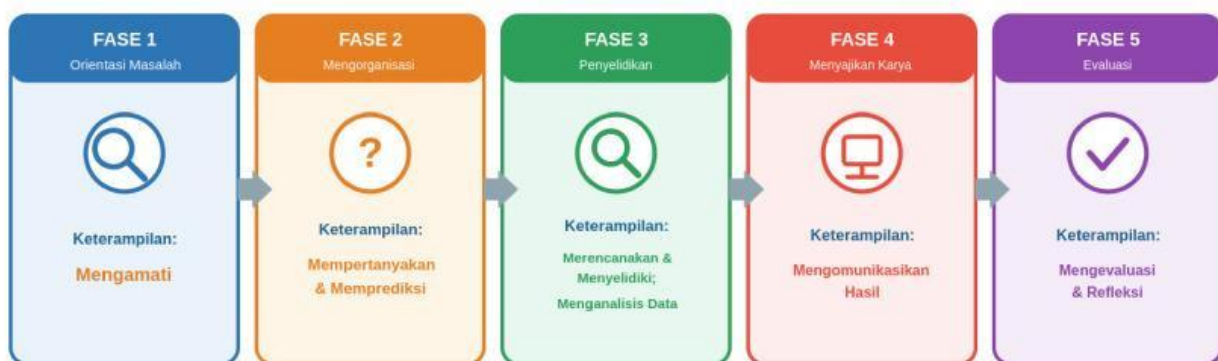 FASE 1
Orientasi Masalah
Keterampilan:
Mengamati
FASE 2
Mengorganisasi
?
Keterampilan:
Mempertanyakan
& Memprediksi
FASE 3
Penyelidikan
Keterampilan:
Merencanakan &
Menyelidiki;
Menganalisis Data
FASE 4
Menyajikan Karya
Keterampilan:
Mengomunikasikan
Hasil
FASE 5
Evaluasi
Keterampilan:
Mengevaluasi
& Refleksi